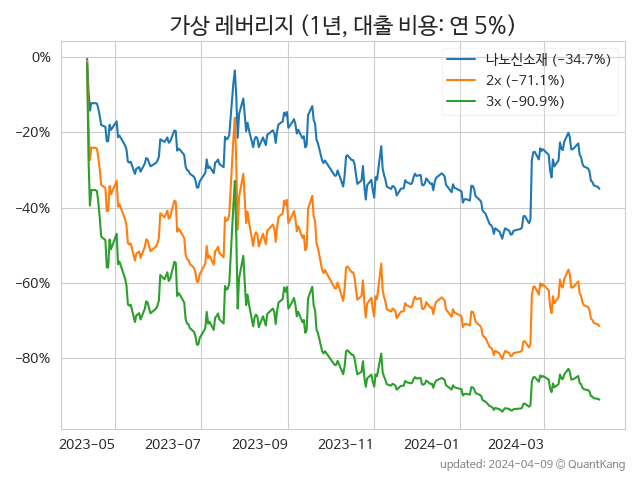 가상 레버리지 (1년, 대출 비용: 연 5%)
0%
−20%
−40%
−60%
−80%
나노신소재 (−34.7%)
2x (−71.1%)
3x (−90.9%)
2023-05 2023-07 2023-09 2023-11 2024-01 2024-03
updated: 2024-04-09 © QuantKang